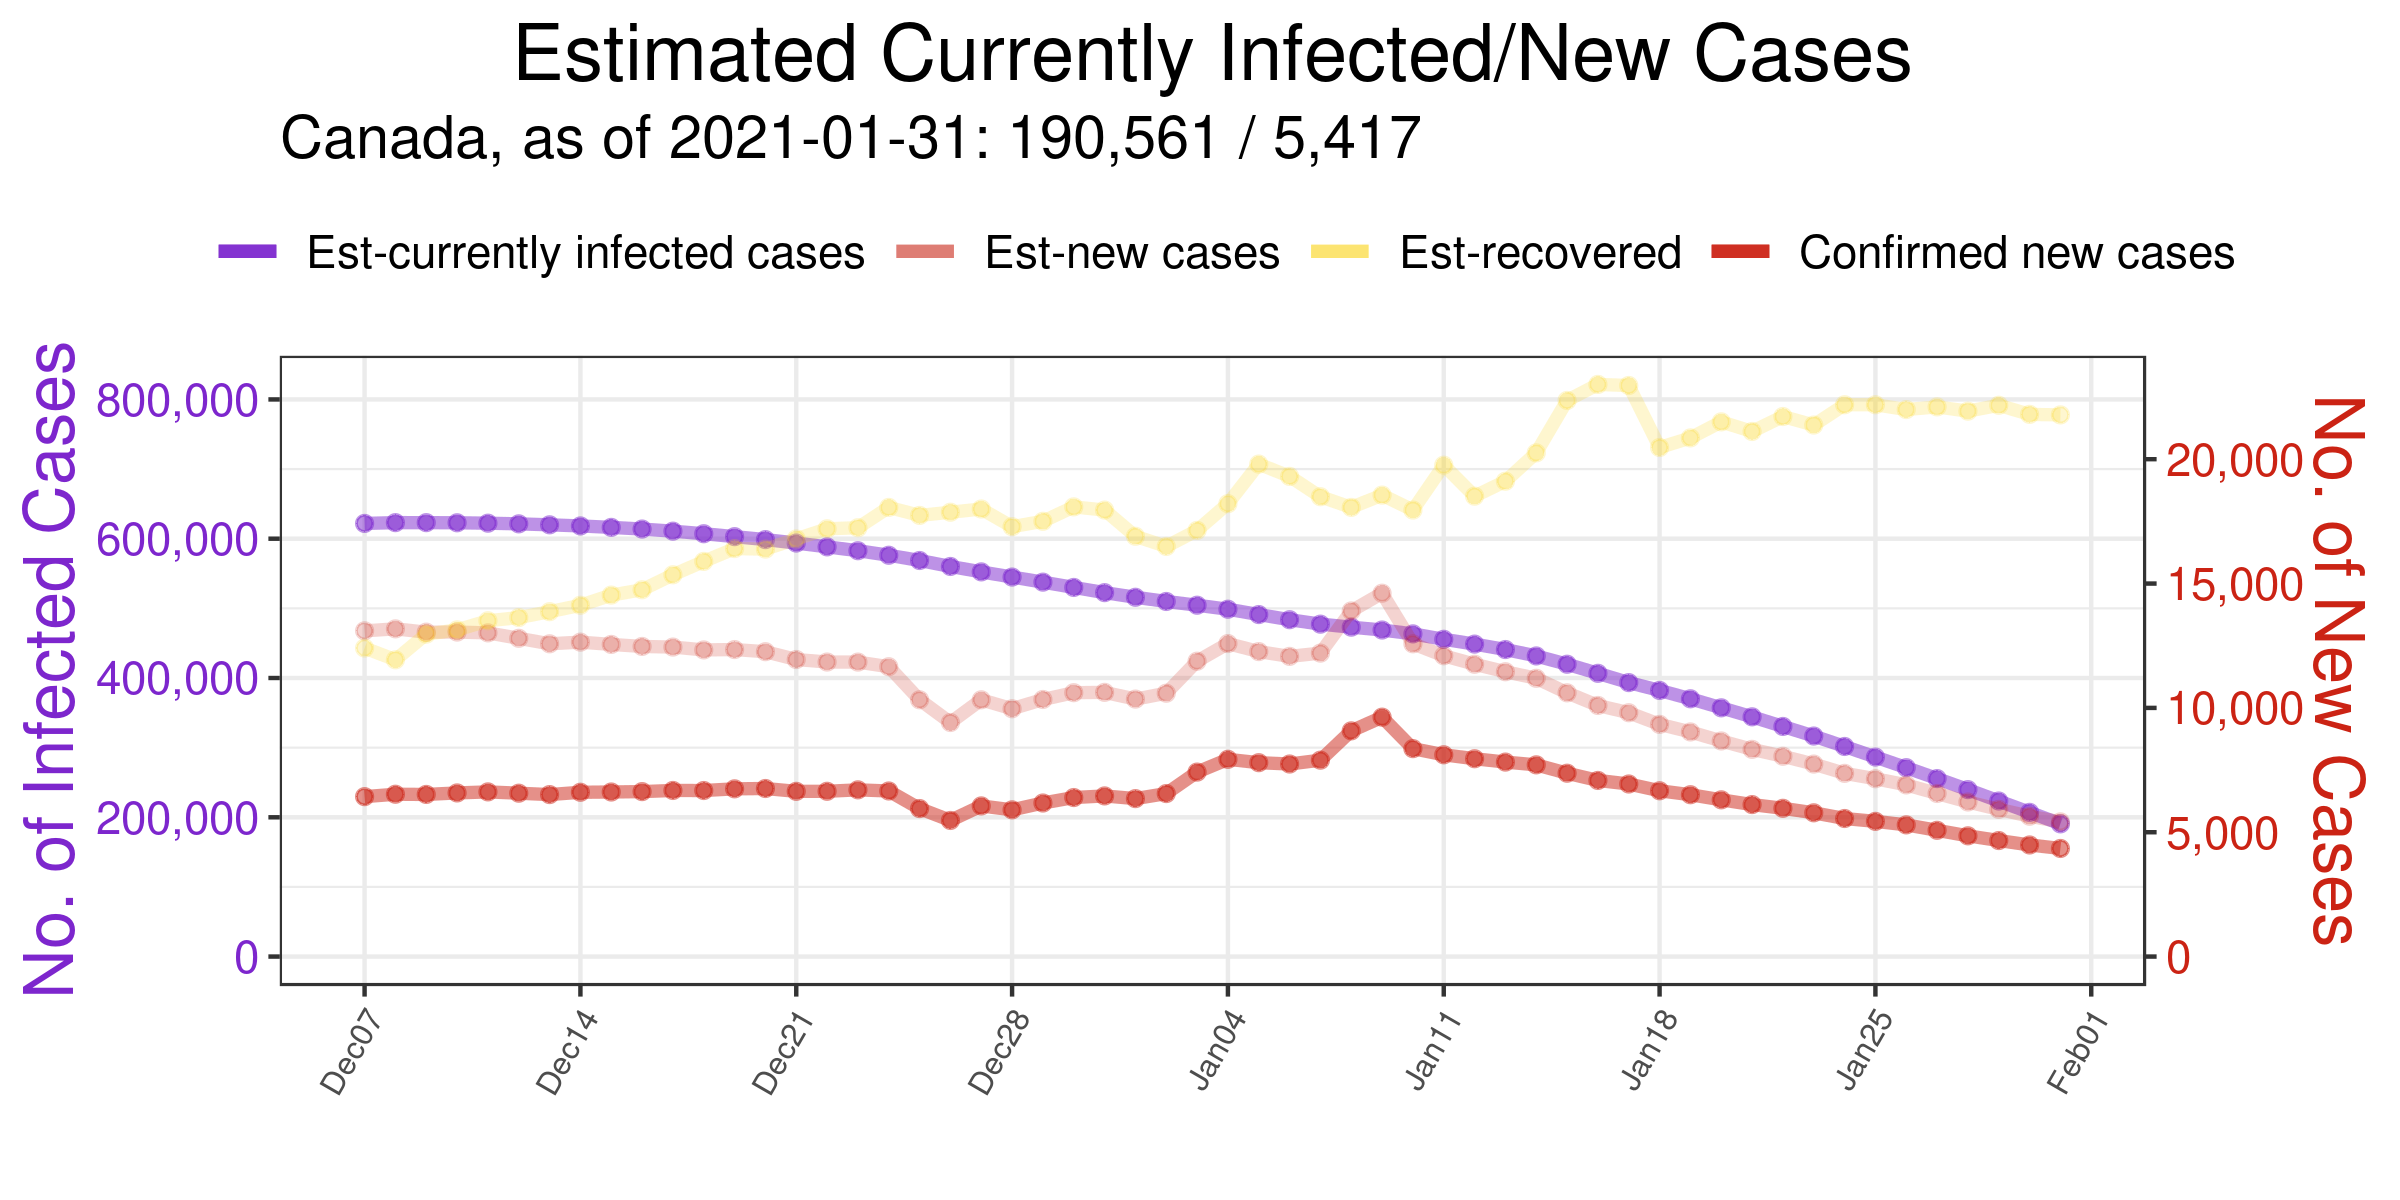 Estimated Currently Infected/New Cases
Canada, as of 2021-01-31: 190,561 / 5,417
Est-currently infected cases Est-new cases Est-recovered Confirmed new cases
No. of Infected Cases
800,000
600,000
400,000
200,000
0
20,000
15,000
10,000
5,000
0
No. of New Cases
Dec07 Dec14 Dec21 Dec28 Jan04 Jan11 Jan18 Jan25 Feb01